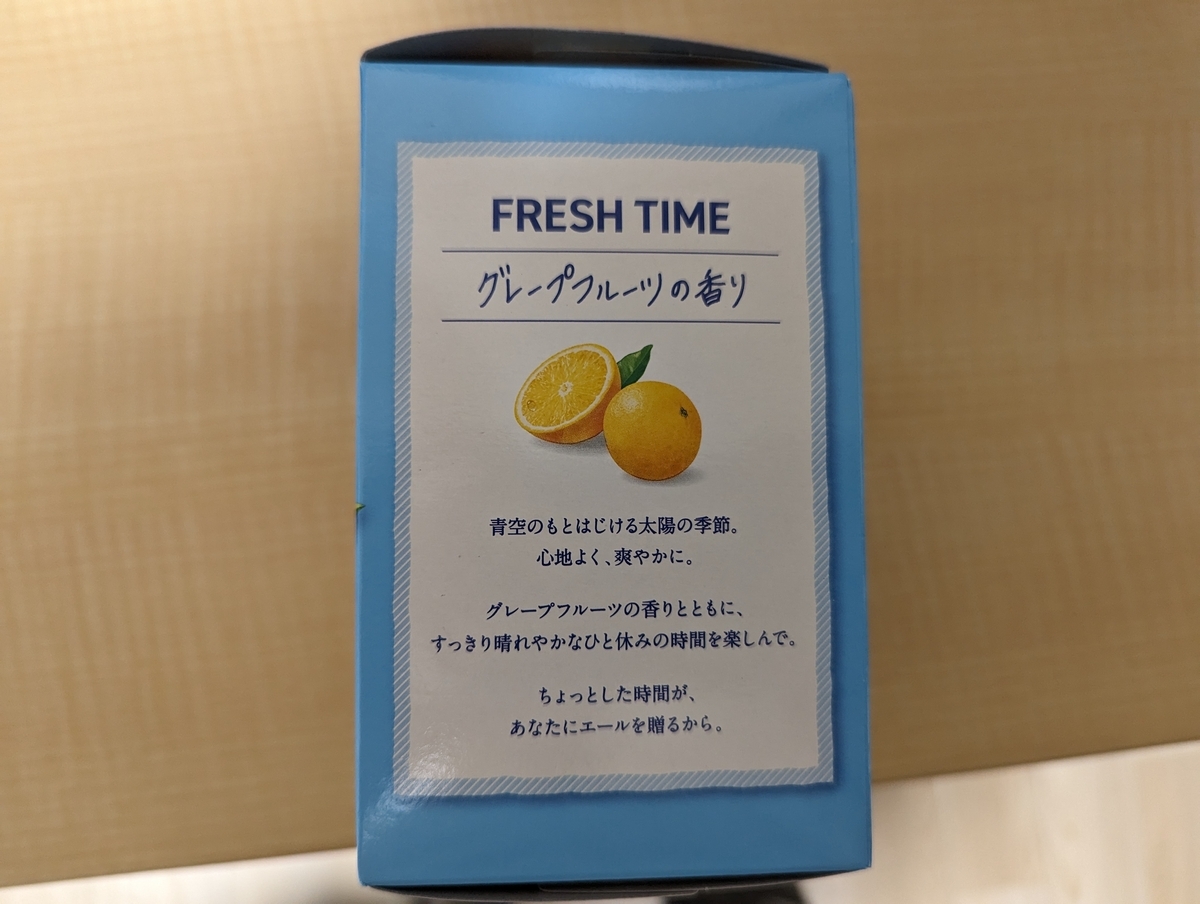 FRESH TIME
グレープフルーツの香り
青空のもとはじける太陽の季節。
心地よく、爽やかに。
グレープフルーツの香りとともに、
すっきり晴れやかなひと休みの時間を楽しんで。
ちょっとした時間が、
あなたにエールを贈るから。